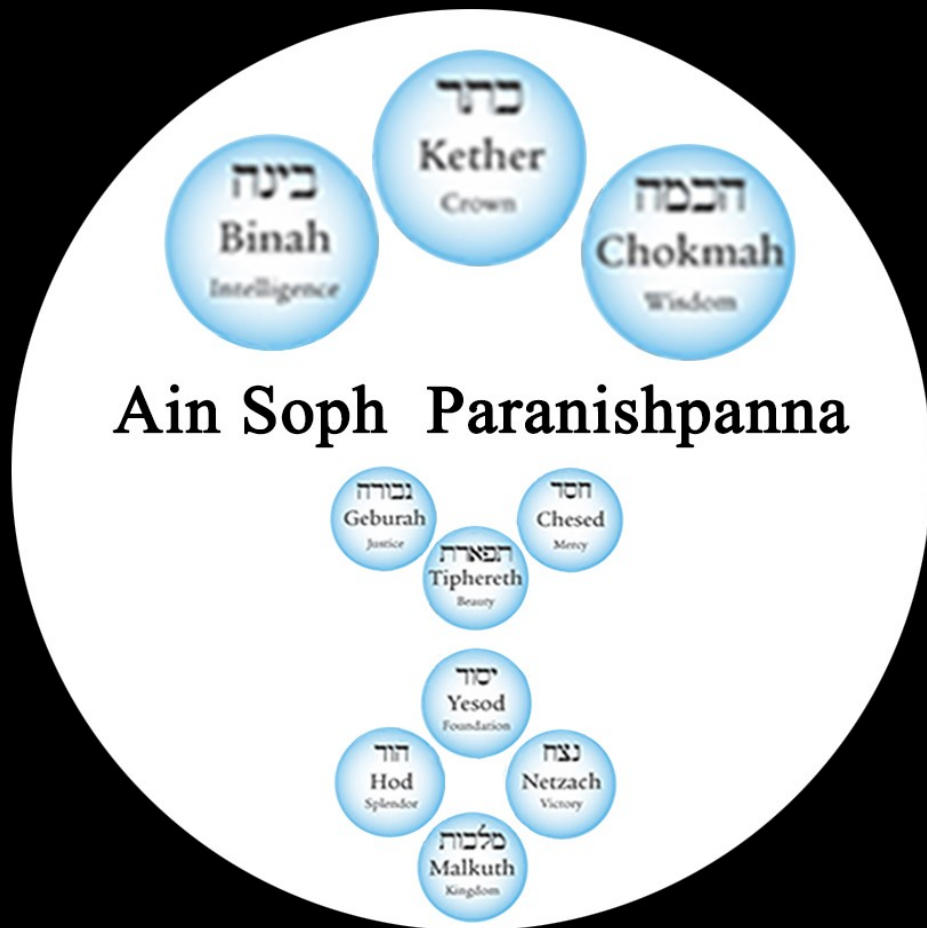 כתר
Kether
Crown
בינה
Binah
Intelligence
חכמה
Chokmah
Wisdom
Ain Soph Paranishpanna
גבורה
Geburah
Justice
חסד
Chesed
Mercy
תפארת
Tiphereth
Beauty
יסוד
Yesod
Foundation
הוד
Hod
Splendor
נצח
Netzach
Victory
מלכות
Malkuth
Kingdom